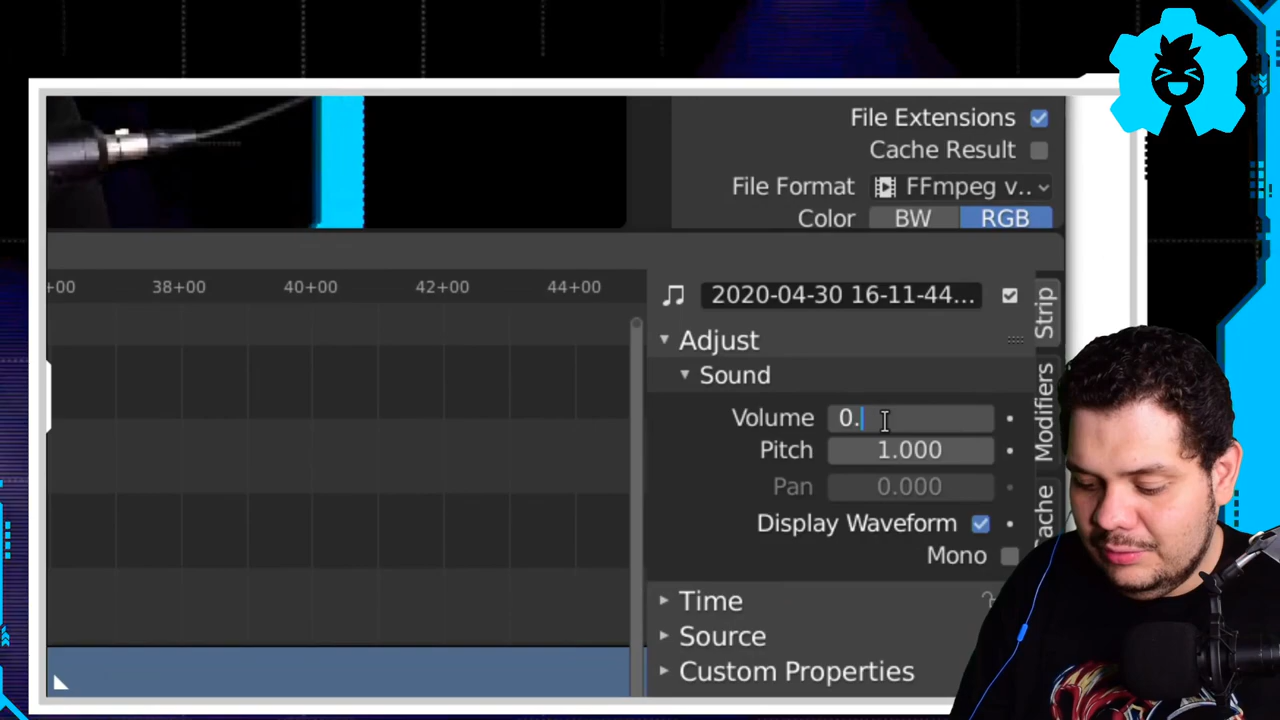 File Extensions
Cache Result
File Format FFmpeg v..
Color BW RGB
+00 38+00 40+00 42+00 44+00
2020-04-30 16-11-44...
Strip
Adjust
Sound
Modifiers
Volume 0.
Pitch 1.000
Pan 0.000
Cache
Display Waveform
Mono
Time
Source
Custom Properties